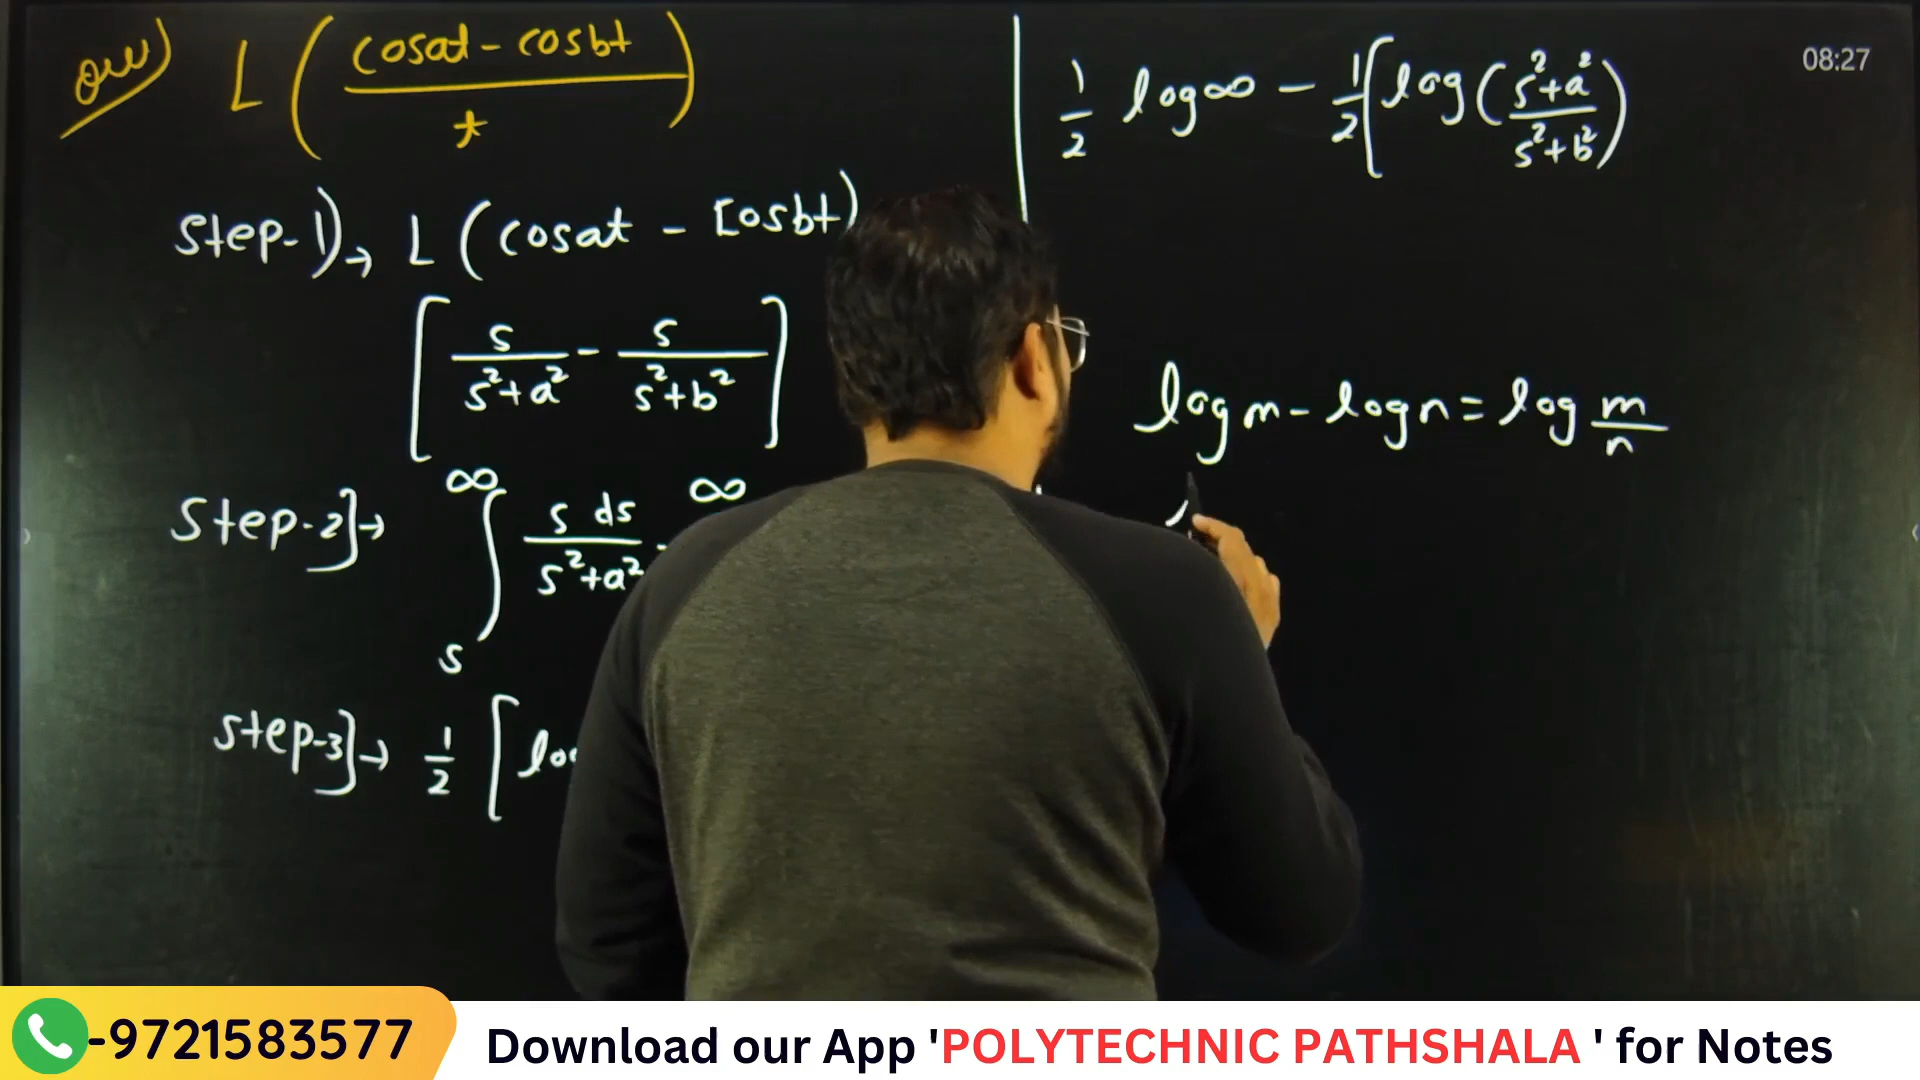 Que) L ( (cosat - cosbt) / t )
Step-1) → L ( cosat - cosbt )
[ s / (s²+a²) - s / (s²+b²) ]
Step-2] → ∫ₛ^∞ s ds / (s²+a²) - ∞
Step-3] → 1/2 [
1/2 log∞ - 1/2 [ log ( (s²+a²) / (s²+b²) )
08:27
log m - log n = log m/n
-9721583577
Download our App 'POLYTECHNIC PATHSHALA ' for Notes